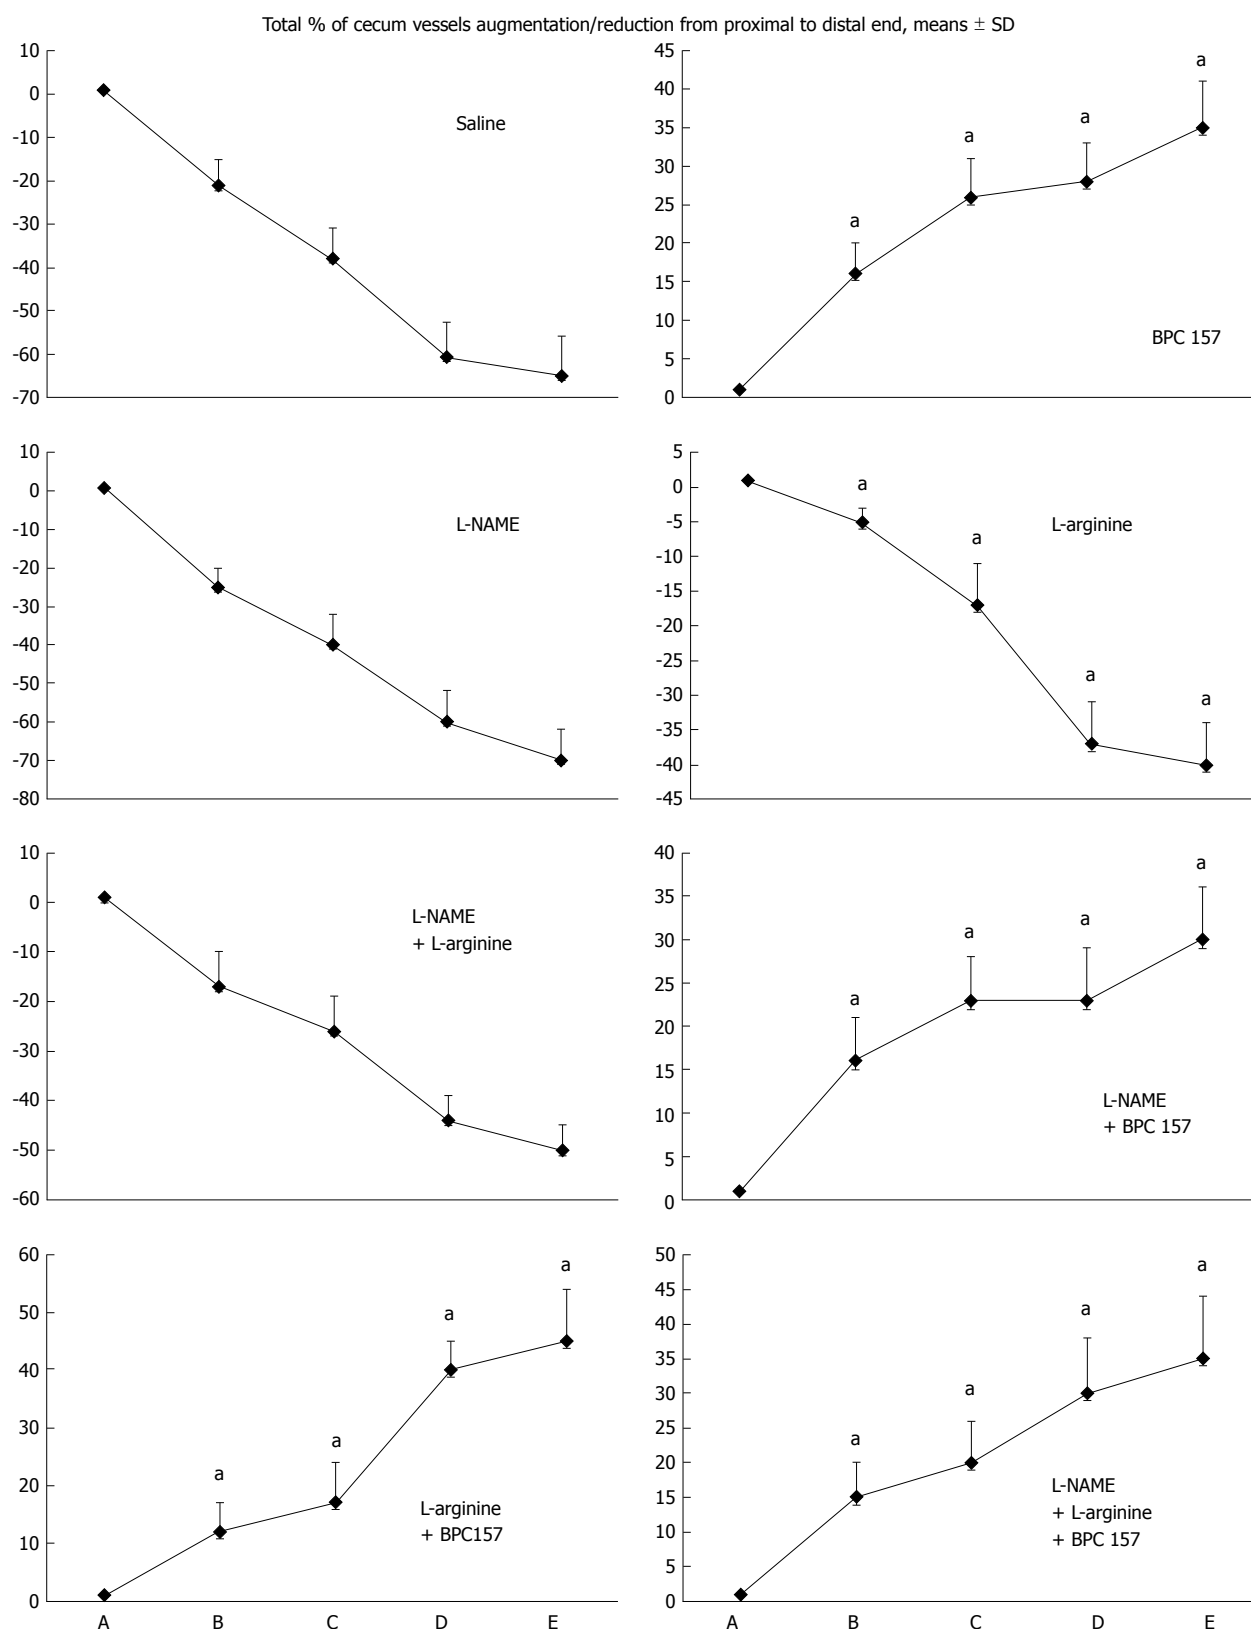 Total % of cecum vessels augmentation/reduction from proximal to distal end, means ± SD
10
0
-10
-20
-30
-40
-50
-60
-70
Saline
45
40
35
30
25
20
15
10
5
0
a
a
a
a
BPC 157
10
0
-10
-20
-30
-40
-50
-60
-70
-80
L-NAME
5
0
-5
-10
-15
-20
-25
-30
-35
-40
-45
a
a
a
a
L-arginine
10
0
-10
-20
-30
-40
-50
-60
L-NAME
+ L-arginine
40
30
25
20
15
10
5
0
a
a
a
a
L-NAME
+ BPC 157
60
50
40
30
20
10
0
a
a
a
a
L-arginine
+ BPC157
A B C D E
50
45
40
35
30
25
20
15
10
5
0
a
a
a
a
L-NAME
+ L-arginine
+ BPC 157
A B C D E